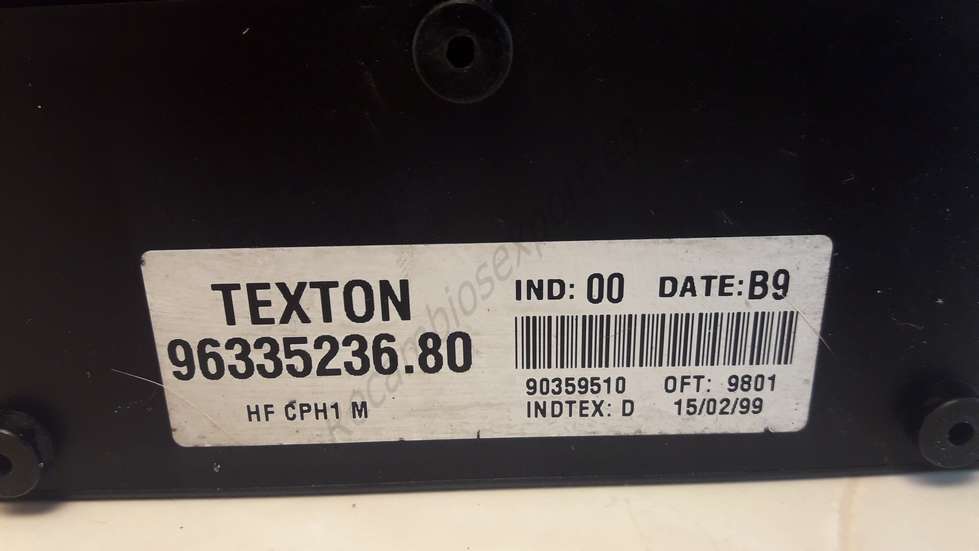 TEXTON
96335236.80
HF CPH1 M
IND: 00 DATE: B9
90359510 OFT: 9801
INDTEX: D 15/02/99